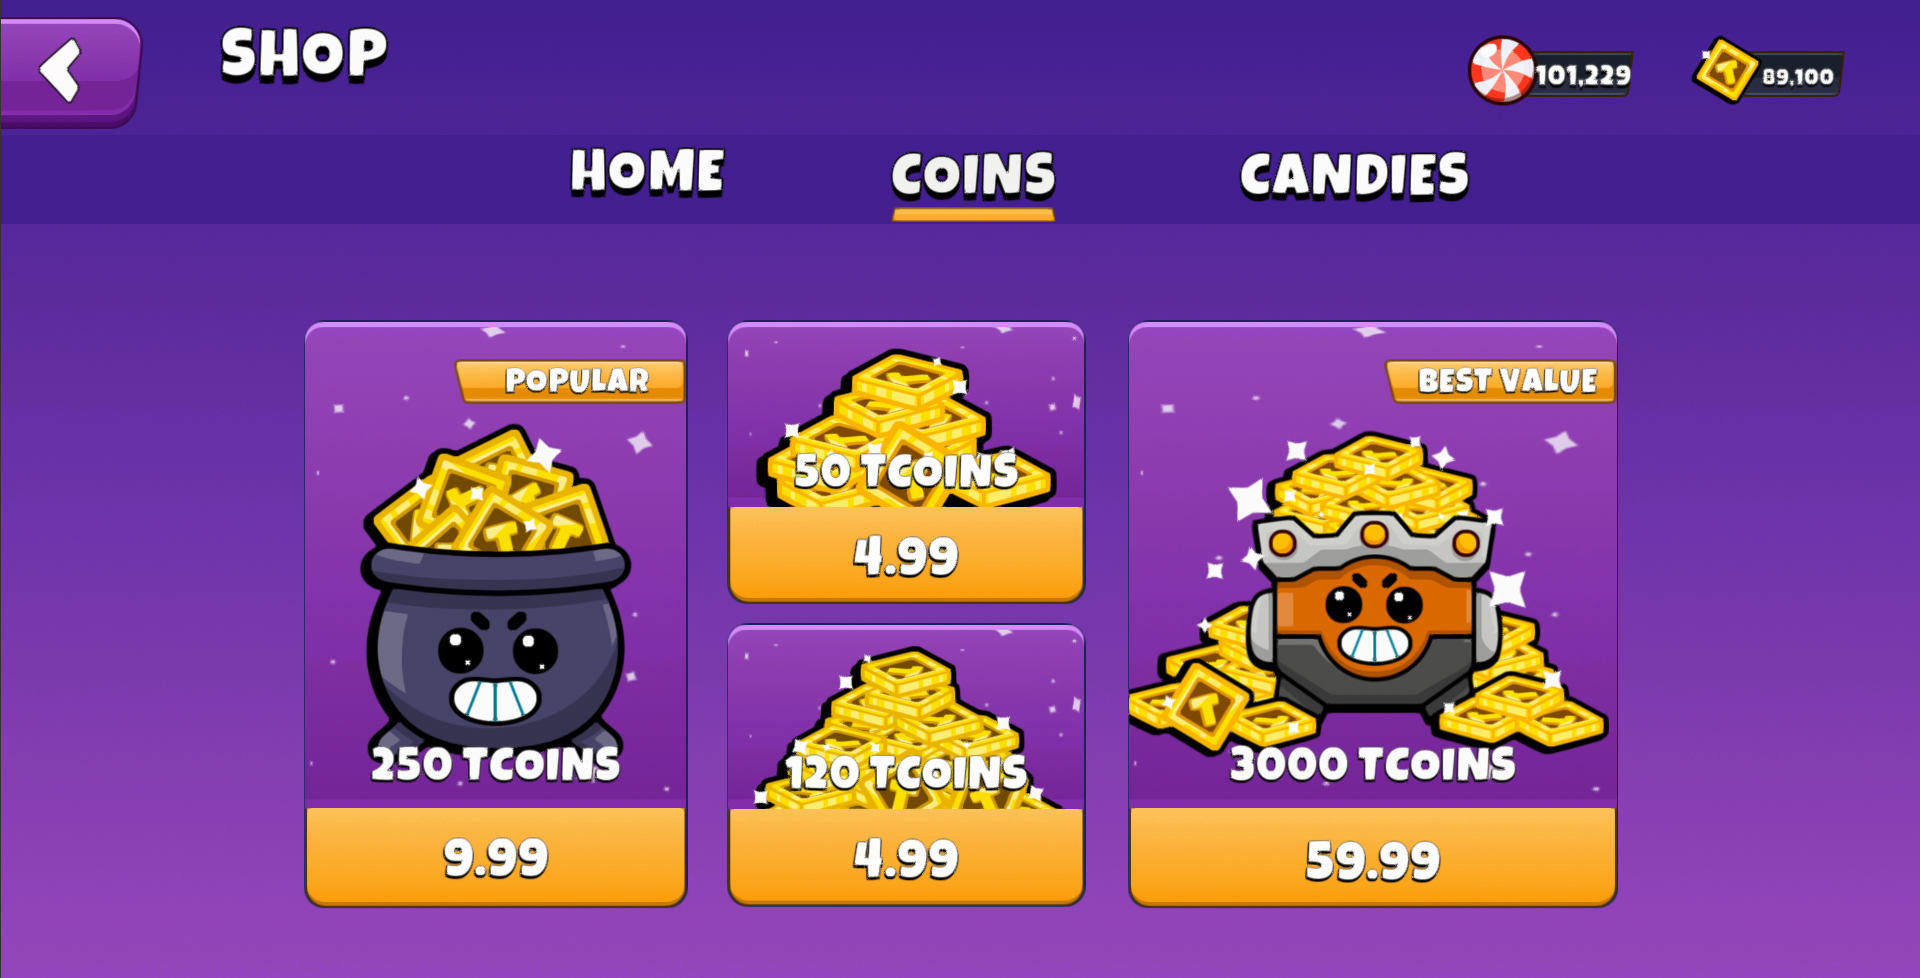 SHOP
101,229
89,100
HOME
COINS
CANDIES
POPULAR
250 TCOINS
9.99
50 TCOINS
4.99
120 TCOINS
4.99
BEST VALUE
3000 TCOINS
59.99